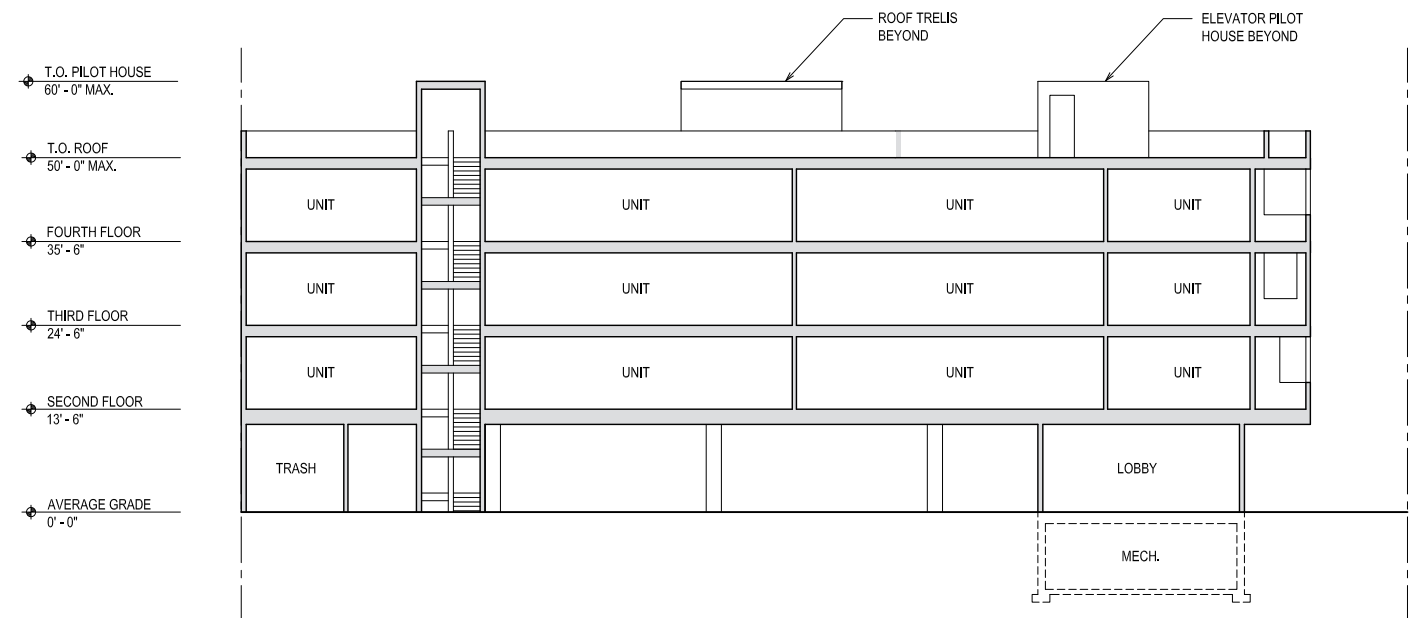 ROOF TRELIS
BEYOND
ELEVATOR PILOT
HOUSE BEYOND
T.O. PILOT HOUSE
60' - 0" MAX.
T.O. ROOF
50' - 0" MAX.
UNIT UNIT UNIT UNIT
FOURTH FLOOR
35' - 6"
UNIT UNIT UNIT UNIT
THIRD FLOOR
24' - 6"
UNIT UNIT UNIT UNIT
SECOND FLOOR
13' - 6"
TRASH LOBBY
AVERAGE GRADE
0' - 0"
MECH.